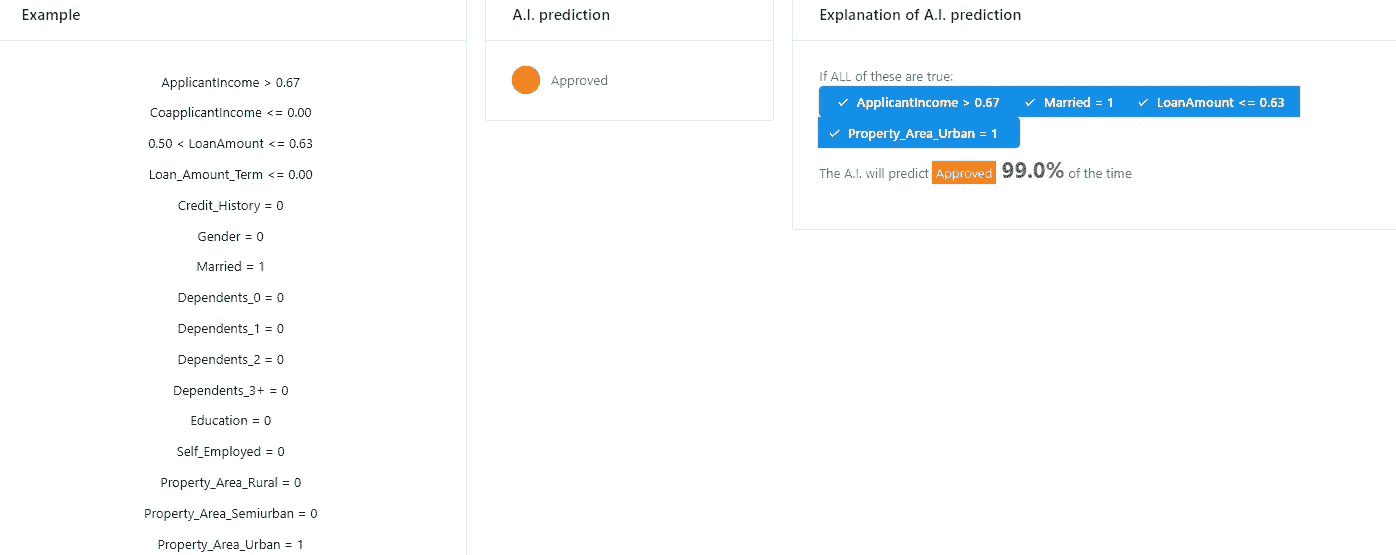 Example
ApplicantIncome > 0.67
CoapplicantIncome <= 0.00
0.50 < LoanAmount <= 0.63
Loan_Amount_Term <= 0.00
Credit_History = 0
Gender = 0
Married = 1
Dependents_0 = 0
Dependents_1 = 0
Dependents_2 = 0
Dependents_3+ = 0
Education = 0
Self_Employed = 0
Property_Area_Rural = 0
Property_Area_Semiurban = 0
Property_Area_Urban = 1
A.I. prediction
Approved
Explanation of A.I. prediction
If ALL of these are true:
✓ ApplicantIncome > 0.67 ✓ Married = 1 ✓ LoanAmount <= 0.63
✓ Property_Area_Urban = 1
The A.I. will predict Approved 99.0% of the time